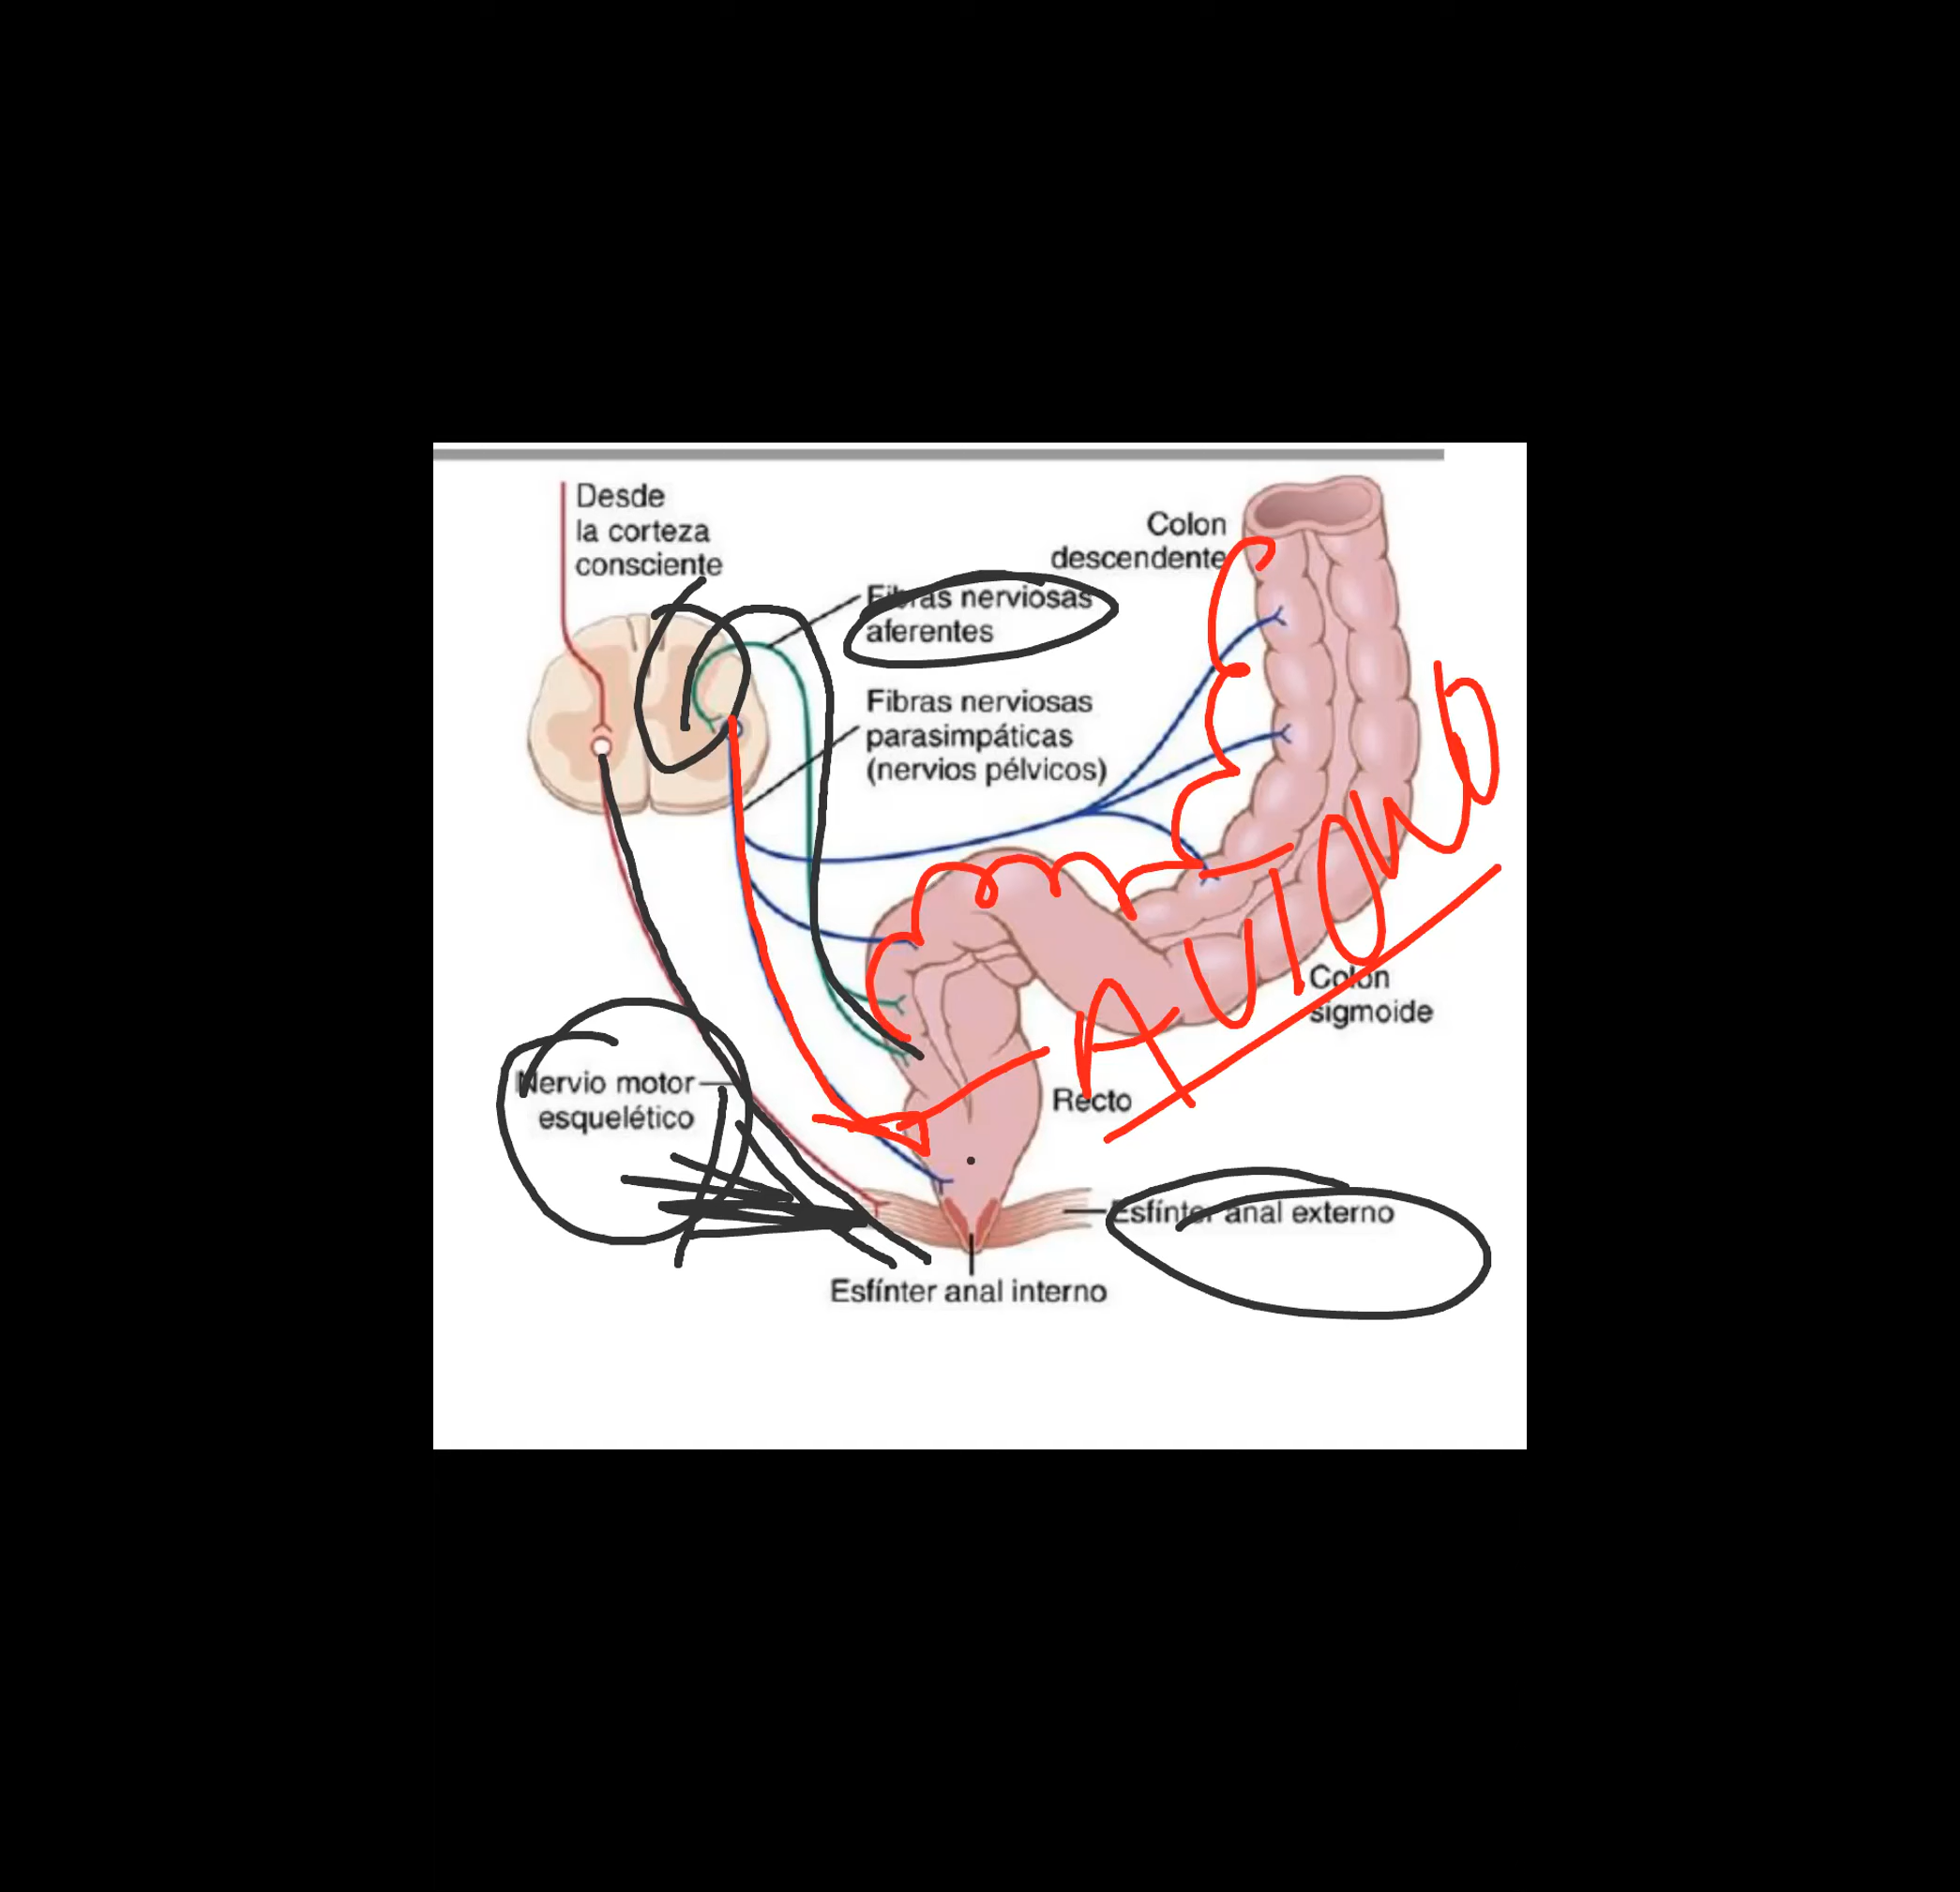 Desde
la corteza
consciente
Colon
descendente
Fibras nerviosas
aferentes
Fibras nerviosas
parasimpáticas
(nervios pélvicos)
Colon
sigmoide
Nervio motor
esquelético
Recto
Esfínter anal externo
Esfínter anal interno